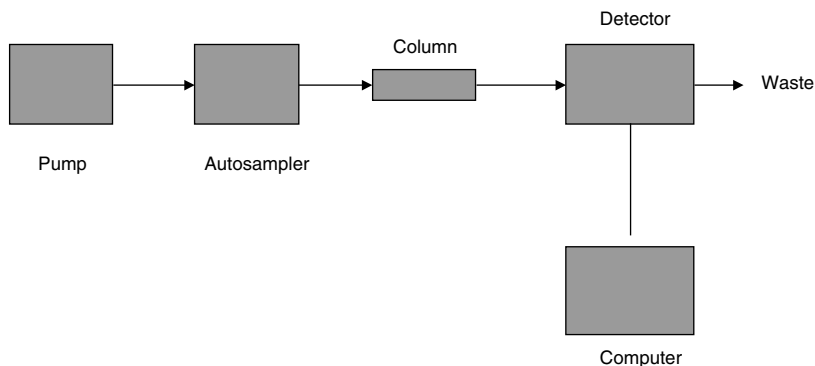 Detector
Column
Waste
Pump
Autosampler
Computer